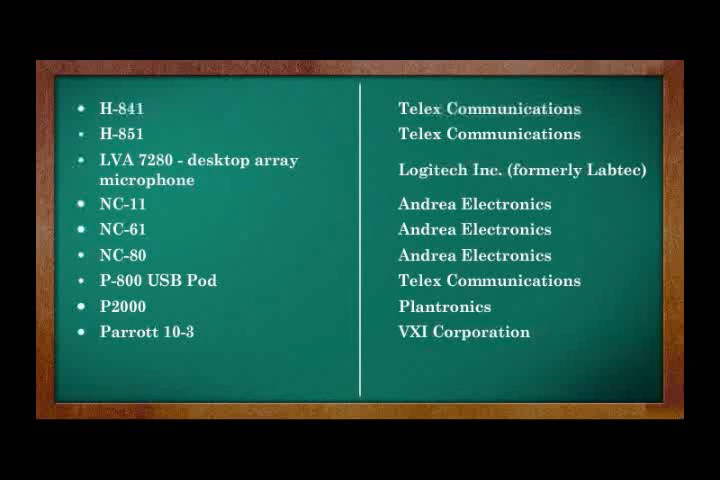 • H-841 Telex Communications
• H-851 Telex Communications
• LVA 7280 - desktop array
microphone
Logitech Inc. (formerly Labtec)
• NC-11 Andrea Electronics
• NC-61 Andrea Electronics
• NC-80 Andrea Electronics
• P-800 USB Pod Telex Communications
• P2000 Plantronics
• Parrott 10-3 VXI Corporation